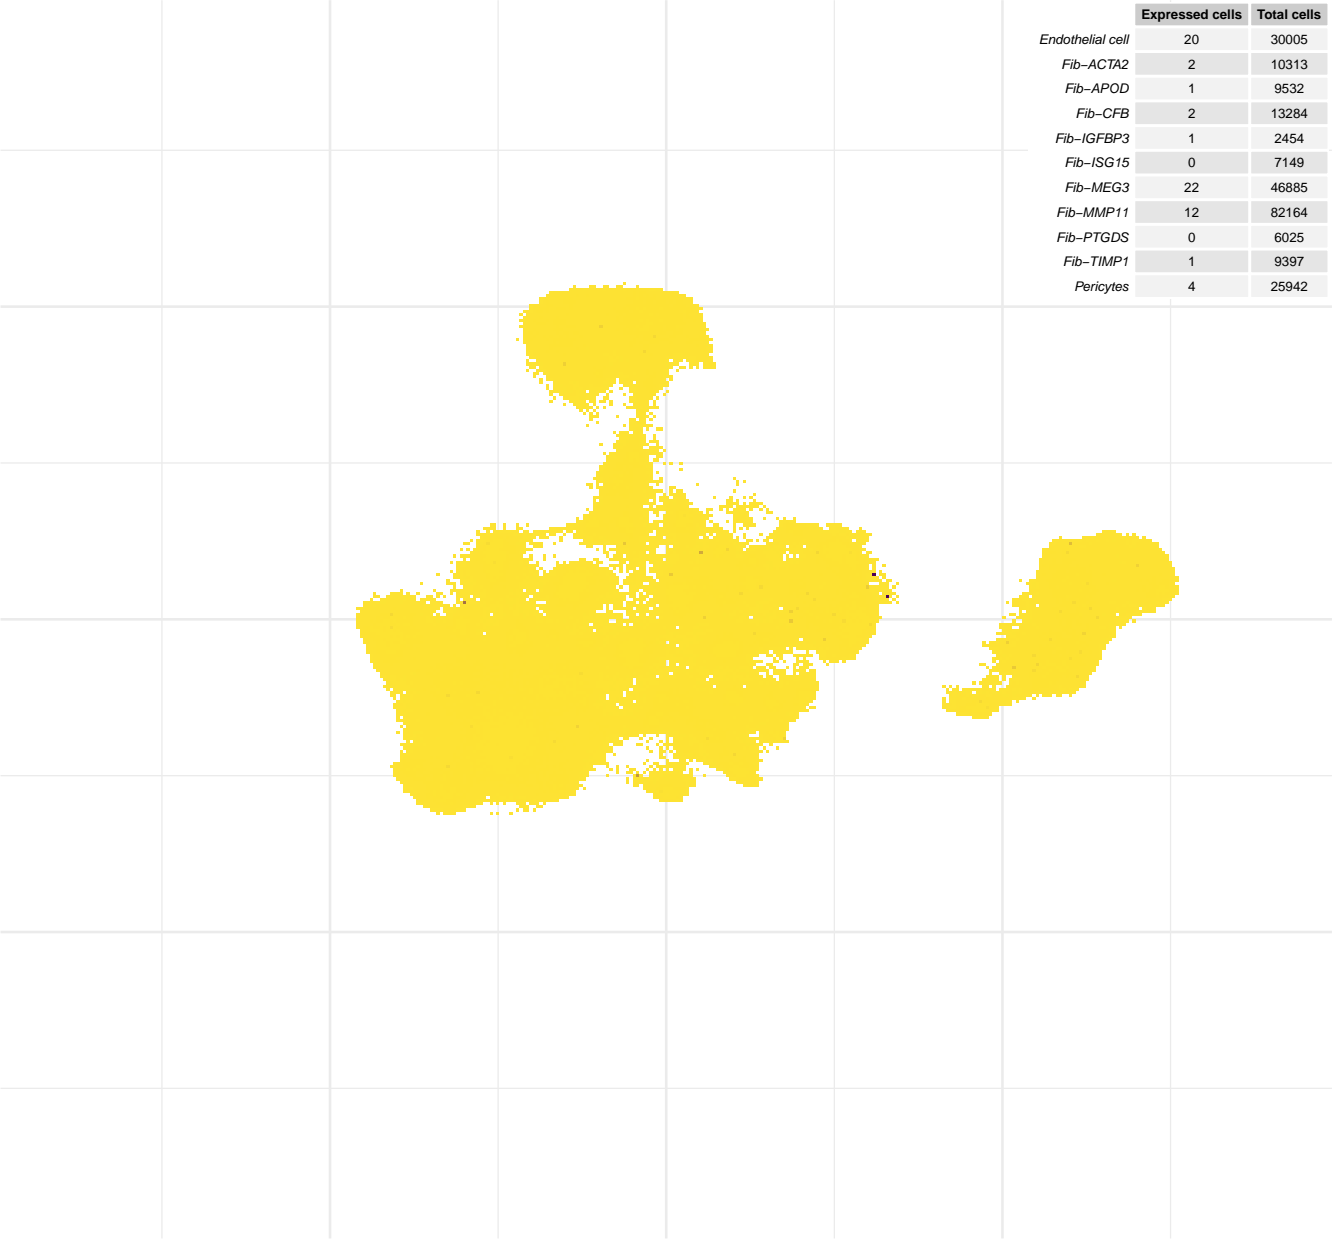 Expressed cells Total cells
Endothelial cell 20 30005
Fib−ACTA2 2 10313
Fib−APOD 1 9532
Fib−CFB 2 13284
Fib−IGFBP3 1 2454
Fib−ISG15 0 7149
Fib−MEG3 22 46885
Fib−MMP11 12 82164
Fib−PTGDS 0 6025
Fib−TIMP1 1 9397
Pericytes 4 25942